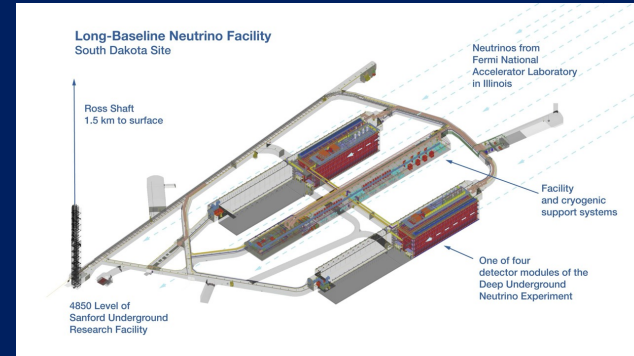 Long-Baseline Neutrino Facility
South Dakota Site
Neutrinos from
Fermi National
Accelerator Laboratory
in Illinois
Ross Shaft
1.5 km to surface
Facility
and cryogenic
support systems
One of four
detector modules of the
Deep Underground
Neutrino Experiment
4850 Level of
Sanford Underground
Research Facility